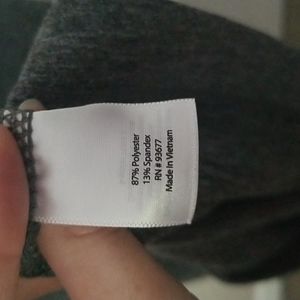 87% Polyester
13% Spandex
RN # 93677
Made In Vietnam